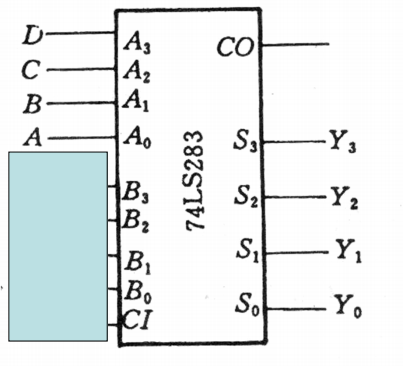 D A₃ CO
C A₂
B A₁
A A₀
74LS283
S₃ Y₃
B₃
B₂ S₂ Y₂
B₁ S₁ Y₁
B₀ S₀ Y₀
CI